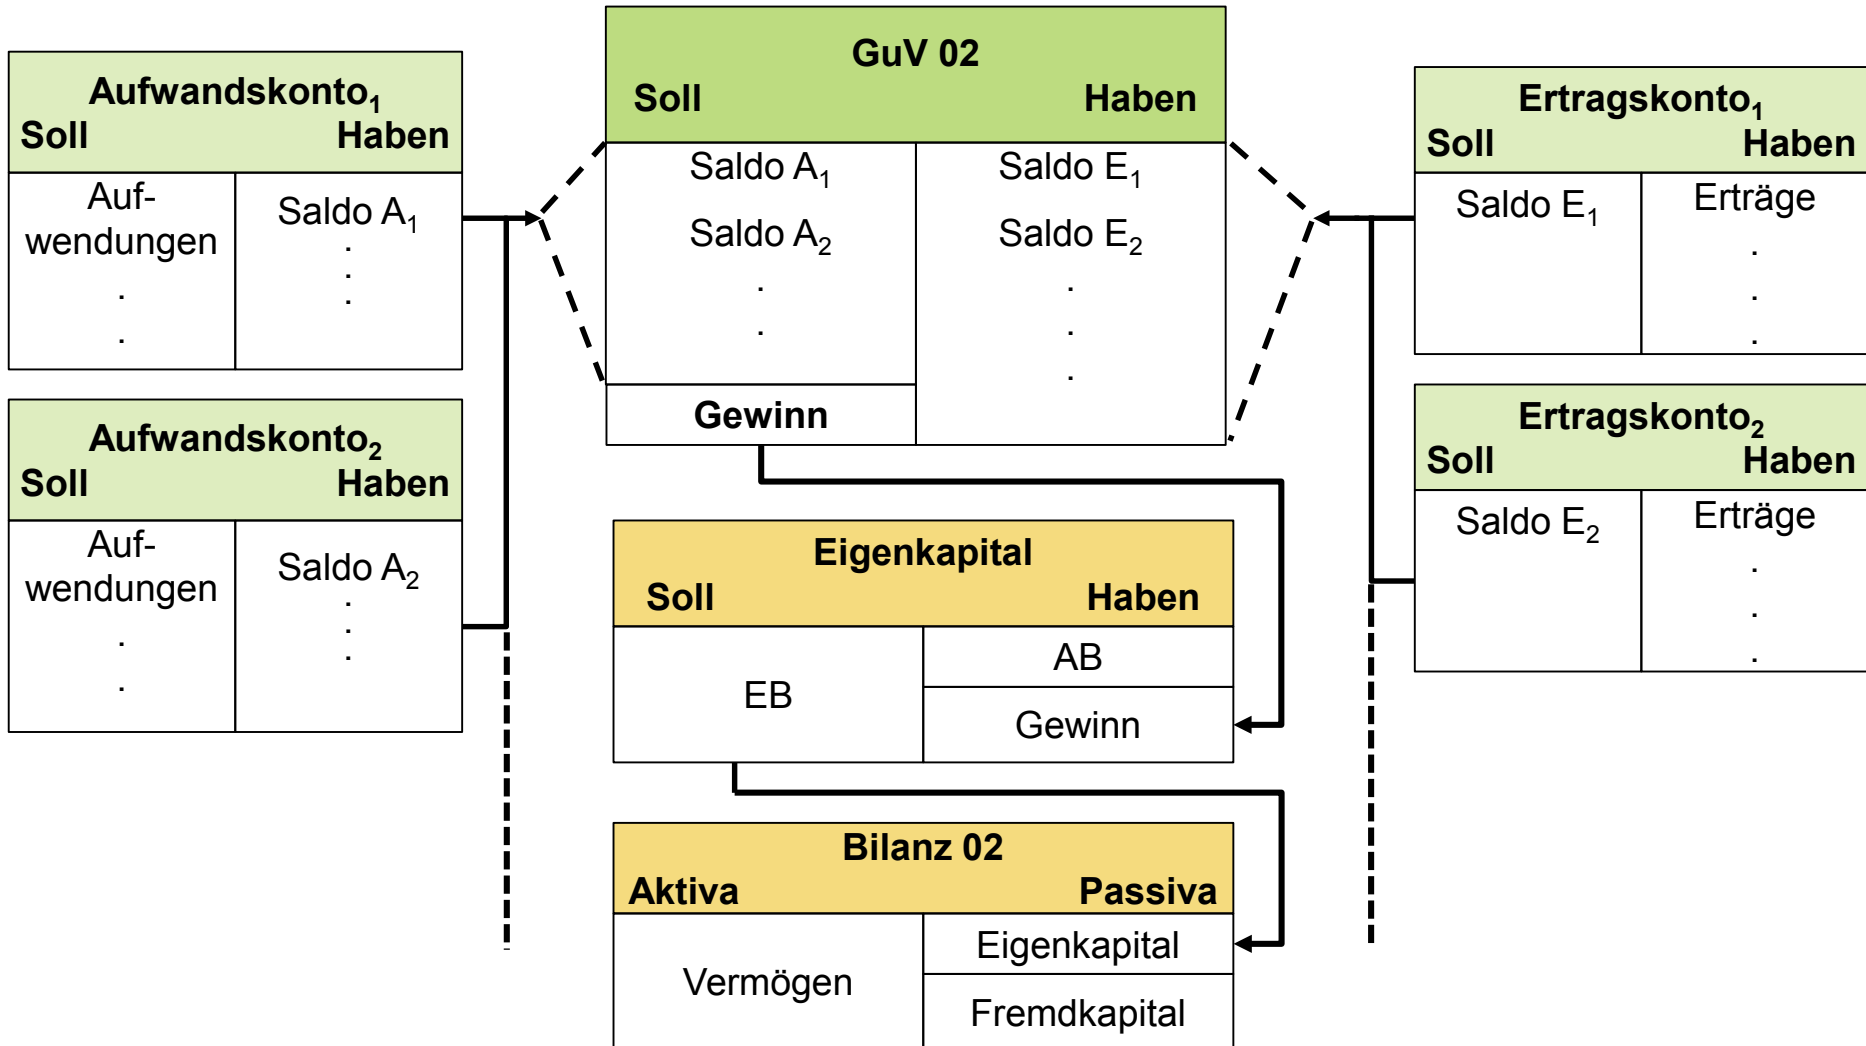 Aufwandskonto₁
Soll Haben
Auf-
wendungen
.
.
Saldo A₁
.
.
.
Aufwandskonto₂
Soll Haben
Auf-
wendungen
.
.
Saldo A₂
.
.
.
GuV 02
Soll Haben
Saldo A₁
Saldo A₂
.
.
Gewinn
Saldo E₁
Saldo E₂
.
.
.
Eigenkapital
Soll Haben
EB
AB
Gewinn
Bilanz 02
Aktiva Passiva
Vermögen
Eigenkapital
Fremdkapital
Ertragskonto₁
Soll Haben
Saldo E₁
Erträge
.
.
.
Ertragskonto₂
Soll Haben
Saldo E₂
Erträge
.
.
.